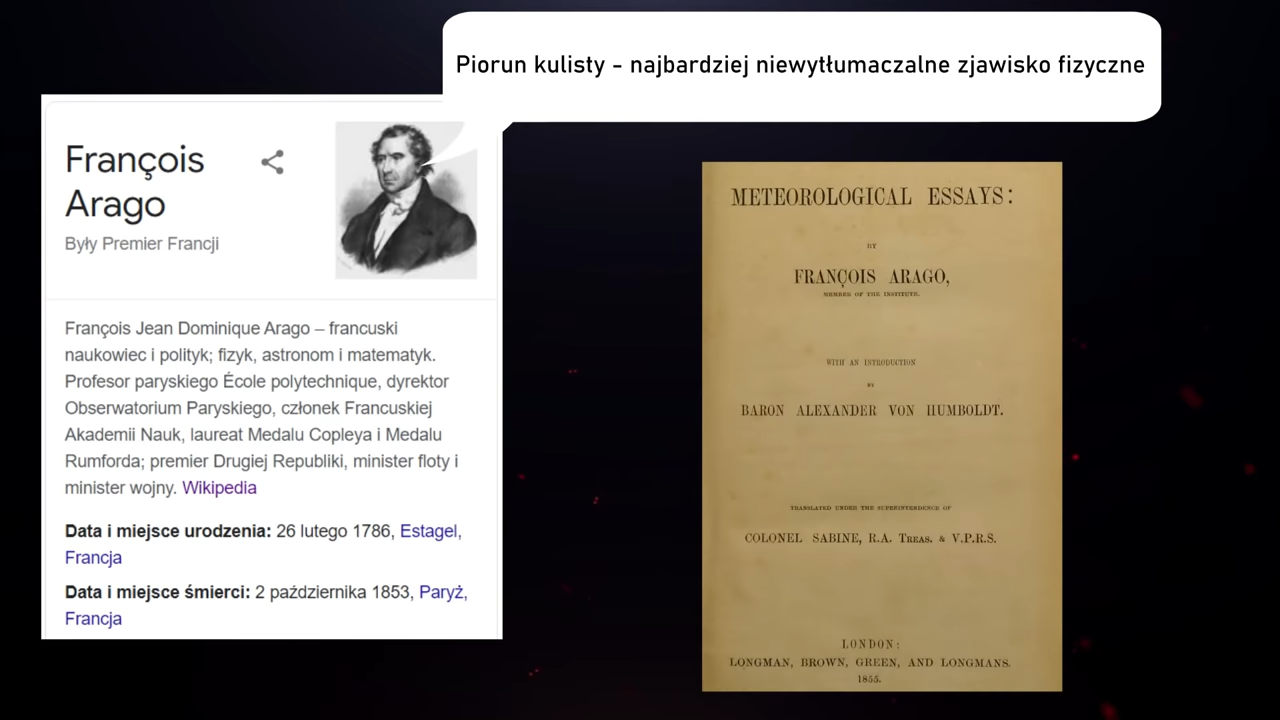 Piorun kulisty - najbardziej niewytłumaczalne zjawisko fizyczne
François
Arago
Były Premier Francji
François Jean Dominique Arago – francuski
naukowiec i polityk; fizyk, astronom i matematyk.
Profesor paryskiego École polytechnique, dyrektor
Obserwatorium Paryskiego, członek Francuskiej
Akademii Nauk, laureat Medalu Copleya i Medalu
Rumforda; premier Drugiej Republiki, minister floty i
minister wojny. Wikipedia
Data i miejsce urodzenia: 26 lutego 1786, Estagel,
Francja
Data i miejsce śmierci: 2 października 1853, Paryż,
Francja
METEOROLOGICAL ESSAYS:
BY
FRANÇOIS ARAGO,
MEMBER OF THE INSTITUTE.
WITH AN INTRODUCTION
BY
BARON ALEXANDER VON HUMBOLDT.
TRANSLATED UNDER THE SUPERINTENDENCE OF
COLONEL SABINE, R.A. TREAS. & V.P.R.S.
LONDON:
LONGMAN, BROWN, GREEN, AND LONGMANS.
1855.